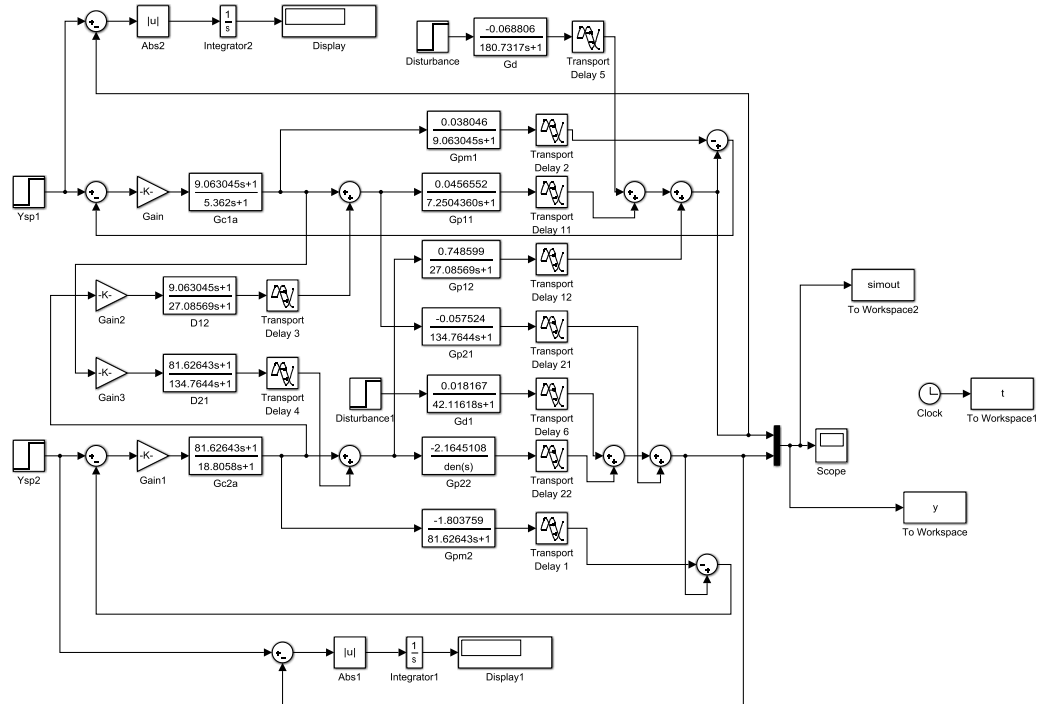 |u|
Abs2
1
s
Integrator2
Display
Disturbance
-0.068806
180.7317s+1
Gd
Transport
Delay 5
0.038046
9.063045s+1
Gpm1
Transport
Delay 2
Ysp1
-K-
Gain
9.063045s+1
5.362s+1
Gc1a
0.0456552
7.2504360s+1
Gp11
Transport
Delay 11
0.748599
27.08569s+1
Gp12
Transport
Delay 12
-K-
Gain2
9.063045s+1
27.08569s+1
D12
Transport
Delay 3
-0.057524
134.7644s+1
Gp21
Transport
Delay 21
simout
To Workspace2
-K-
Gain3
81.62643s+1
134.7644s+1
D21
Transport
Delay 4
Disturbance1
0.018167
42.11618s+1
Gd1
Transport
Delay 6
Clock
t
To Workspace1
Ysp2
-K-
Gain1
81.62643s+1
18.8058s+1
Gc2a
-2.1645108
den(s)
Gp22
Transport
Delay 22
Scope
-1.803759
81.62643s+1
Gpm2
Transport
Delay 1
y
To Workspace
|u|
Abs1
1
s
Integrator1
Display1